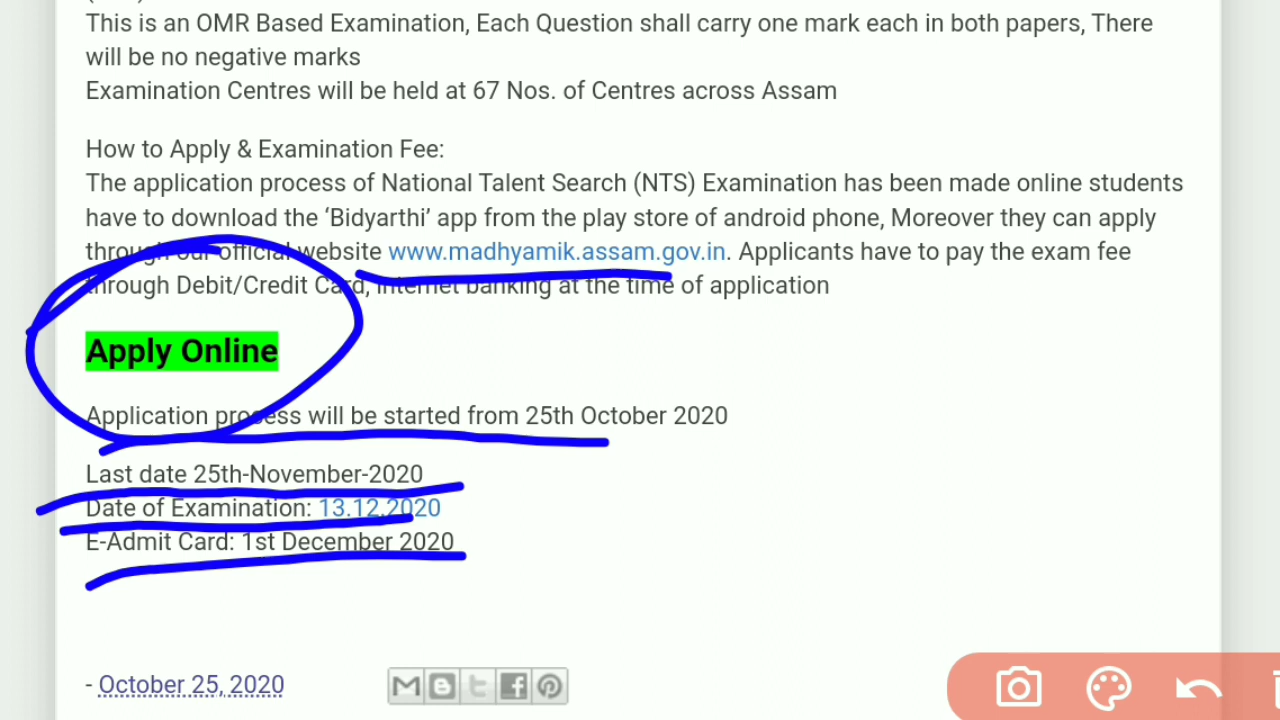 This is an OMR Based Examination, Each Question shall carry one mark each in both papers, There
will be no negative marks
Examination Centres will be held at 67 Nos. of Centres across Assam
How to Apply & Examination Fee:
The application process of National Talent Search (NTS) Examination has been made online students
have to download the ‘Bidyarthi’ app from the play store of android phone, Moreover they can apply
through our official website www.madhyamik.assam.gov.in. Applicants have to pay the exam fee
through Debit/Credit Card, internet banking at the time of application
Apply Online
Application process will be started from 25th October 2020
Last date 25th-November-2020
Date of Examination: 13.12.2020
E-Admit Card: 1st December 2020
- October 25, 2020